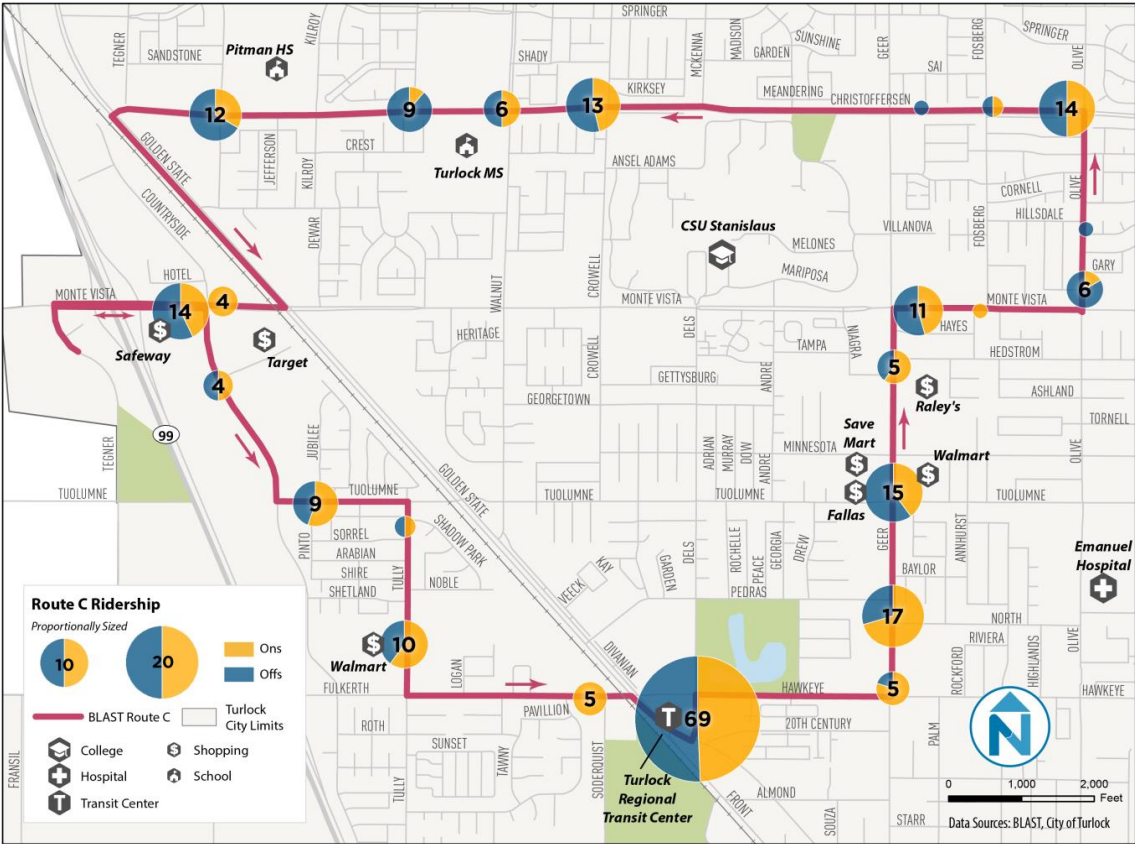 SPRINGER
TEGNER
SANDSTONE
Pitman HS
KILROY
KILROY
SHADY
MCKENNA
MADISON
GARDEN
SUNSHINE
GEER
SAI
FOSBERG
SPRINGER
OLIVE
KIRKSEY
MEANDERING
CHRISTOFFERSEN
12
9
6
13
14
GOLDEN STATE
COUNTRYSIDE
JEFFERSON
KILROY
CREST
Turlock MS
ANSEL ADAMS
CORNELL
OLIVE
HILLSDALE
VILLANOVA
FOSBERG
DEWAR
WALNUT
CROWELL
CSU Stanislaus
MELONES
MARIPOSA
GARY
HOTEL
MONTE VISTA
14
4
MONTE VISTA
DELS
11
MONTE VISTA
6
HAYES
Safeway
Target
HERITAGE
CROWELL
TAMPA
NIAGRA
HEDSTROM
4
GETTYSBURG
ANDRE
5
Raley's
ASHLAND
GEORGETOWN
TORNELL
99
TEGNER
JUBILEE
ADRIAN
MURRAY
DOW
ANDRE
MINNESOTA
Save
Mart
Walmart
OLIVE
GOLDEN STATE
TUOLUMNE
9
TUOLUMNE
TUOLUMNE
TUOLUMNE
15
TUOLUMNE
Fallas
SHADOW PARK
PINTO
SORREL
ARABIAN
SHIRE
SHETLAND
TULLY
NOBLE
VEECK
KAY
GARDEN
DELS
ROCHELLE
PEACE
GEORGIA
DREW
PEDRAS
GEER
ANNHURST
BAYLOR
Emanuel
Hospital
NORTH
17
RIVIERA
ROCKFORD
HIGHLANDS
OLIVE
Route C Ridership
Proportionally Sized
10
20
Ons
Offs
BLAST Route C
Turlock
City Limits
College
Shopping
Hospital
School
Transit Center
10
Walmart
DIVANIAN
FULKERTH
LOGAN
PAVILLION
5
T
69
HAWKEYE
5
HAWKEYE
20TH CENTURY
ROTH
SUNSET
TAWNY
SODERQUIST
Turlock
Regional
Transit Center
FRONT
ALMOND
SOUZA
PALM
STARR
FRANSIL
TULLY
N
0
1,000
2,000
Feet
Data Sources: BLAST, City of Turlock